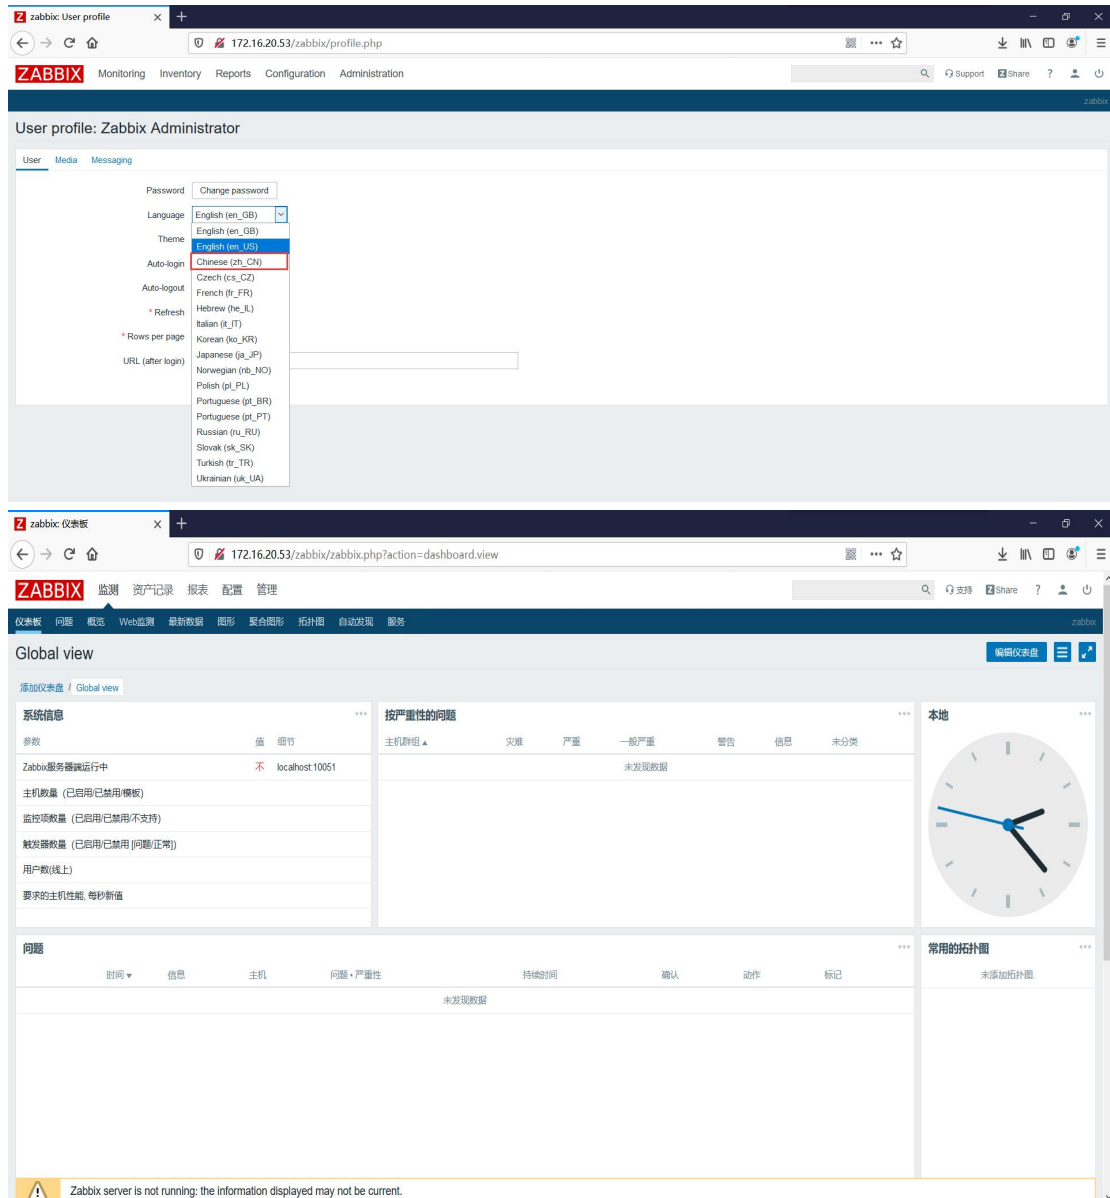 zabbix: User profile
172.16.20.53/zabbix/profile.php
ZABBIX Monitoring Inventory Reports Configuration Administration Support Z Share ?
zabbix
User profile: Zabbix Administrator
User Media Messaging
Password Change password
Language English (en_GB)
English (en_GB)
Theme
English (en_US)
Auto-login Chinese (zh_CN)
Czech (cs_CZ)
Auto-logout
French (fr_FR)
* Refresh Hebrew (he_IL)
Italian (it_IT)
* Rows per page Korean (ko_KR)
Japanese (ja_JP)
URL (after login)
Norwegian (nb_NO)
Polish (pl_PL)
Portuguese (pt_BR)
Portuguese (pt_PT)
Russian (ru_RU)
Slovak (sk_SK)
Turkish (tr_TR)
Ukrainian (uk_UA)
zabbix: 仪表板
172.16.20.53/zabbix/zabbix.php?action=dashboard.view
ZABBIX 监测 资产记录 报表 配置 管理 支持 Z Share ?
仪表板 问题 概览 Web监测 最新数据 图形 聚合图形 拓扑图 自动发现 服务 zabbix
Global view 编辑仪表盘
添加仪表盘 / Global view
系统信息 按严重性的问题 本地
参数 值 细节 主机群组 ▲ 灾难 严重 一般严重 警告 信息 未分类
Zabbix服务器端运行中 不 localhost:10051 未发现数据
主机数量 (已启用/已禁用/模板)
监控项数量 (已启用/已禁用/不支持)
触发器数量 (已启用/已禁用 [问题/正常])
用户数(线上)
要求的主机性能, 每秒新值
问题 常用的拓扑图
时间 ▼ 信息 主机 问题 • 严重性 持续时间 确认 动作 标记 未添加拓扑图
未发现数据
Zabbix server is not running: the information displayed may not be current.